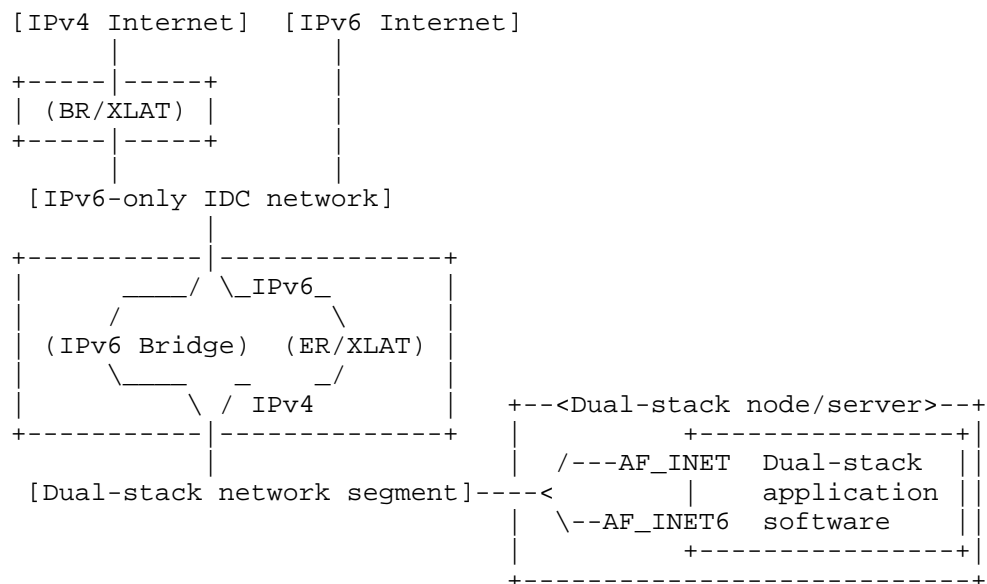 [IPv4 Internet] [IPv6 Internet]
(BR/XLAT)
[IPv6-only IDC network]
IPv6
(IPv6 Bridge) (ER/XLAT)
IPv4
<Dual-stack node/server>
AF_INET Dual-stack
[Dual-stack network segment] application
AF_INET6 software